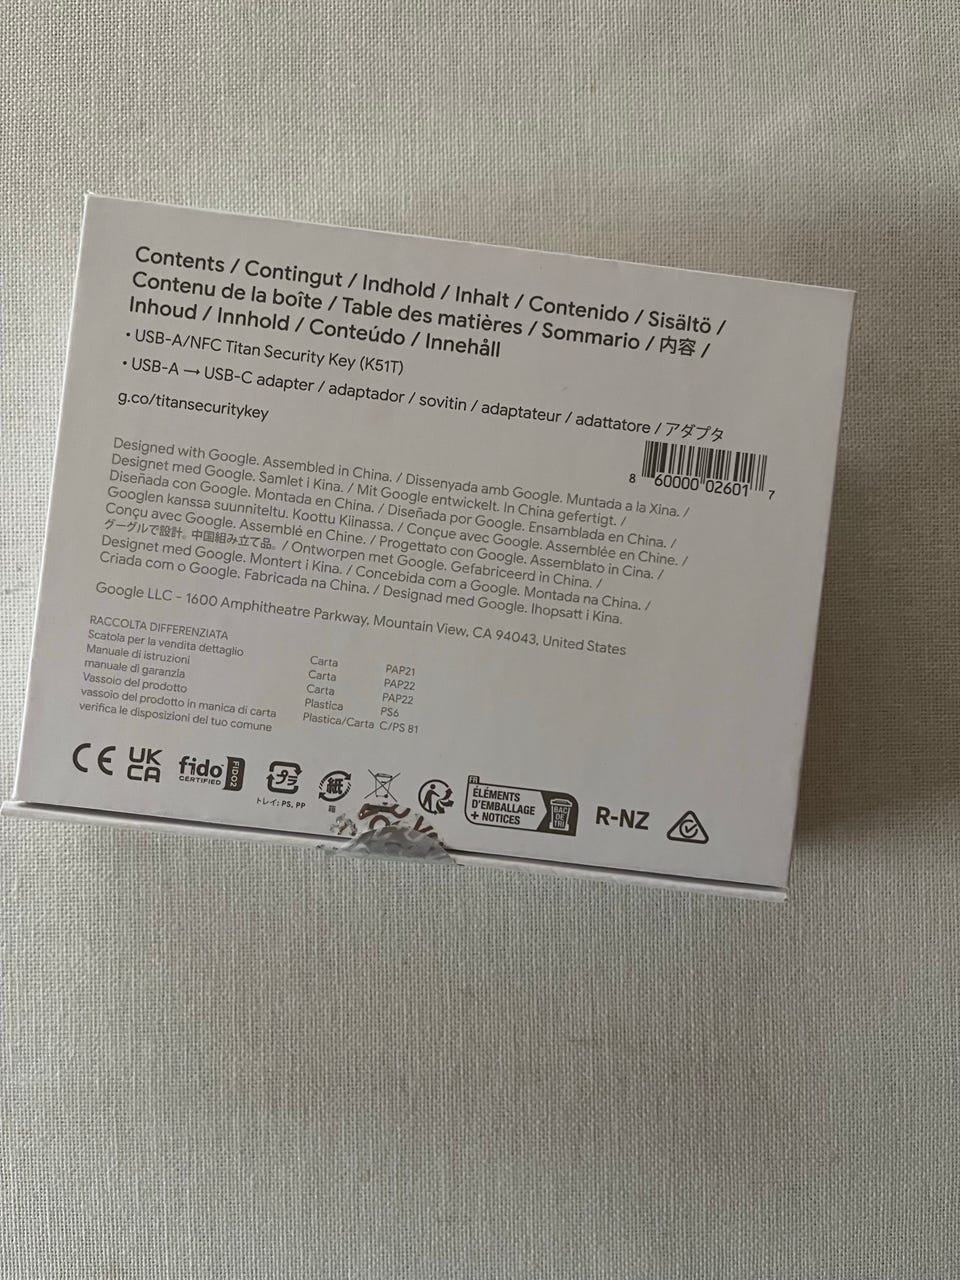 Contents / Contingut / Indhold / Inhalt / Contenido / Sisältö /
Contenu de la boîte / Table des matières / Sommario / 内容 /
Inhoud / Innhold / Conteúdo / Innehåll
• USB-A/NFC Titan Security Key (K51T)
• USB-A → USB-C adapter / adaptador / sovitin / adaptateur / adattatore / アダプタ
g.co/titansecuritykey
8 60000 02601 7
Designed with Google. Assembled in China. / Dissenyada amb Google. Muntada a la Xina. /
Designet med Google. Samlet i Kina. / Mit Google entwickelt. In China gefertigt. /
Diseñada con Google. Montada en China. / Diseñada por Google. Ensamblada en China. /
Googlen kanssa suunniteltu. Koottu Kiinassa. / Conçue avec Google. Assemblée en Chine. /
Conçu avec Google. Assemblé en Chine. / Progettato con Google. Assemblato in Cina. /
グーグルで設計。中国組み立て品。 / Ontworpen met Google. Gefabriceerd in China. /
Designet med Google. Montert i Kina. / Concebida com a Google. Montada na China. /
Criada com o Google. Fabricada na China. / Designad med Google. Ihopsatt i Kina.
Google LLC - 1600 Amphitheatre Parkway, Mountain View, CA 94043, United States
RACCOLTA DIFFERENZIATA
Scatola per la vendita dettaglio Carta PAP21
Manuale di istruzioni Carta PAP22
manuale di garanzia Carta PAP22
Vassoio del prodotto Plastica PS6
vassoio del prodotto in manica di carta Plastica/Carta C/PS 81
verifica le disposizioni del tuo comune
CE UK CA fido CERTIFIED FIDO2 プラ 紙 FR ÉLÉMENTS D'EMBALLAGE + NOTICES BAC DE TRI R-NZ
トレイ: PS, PP 箱